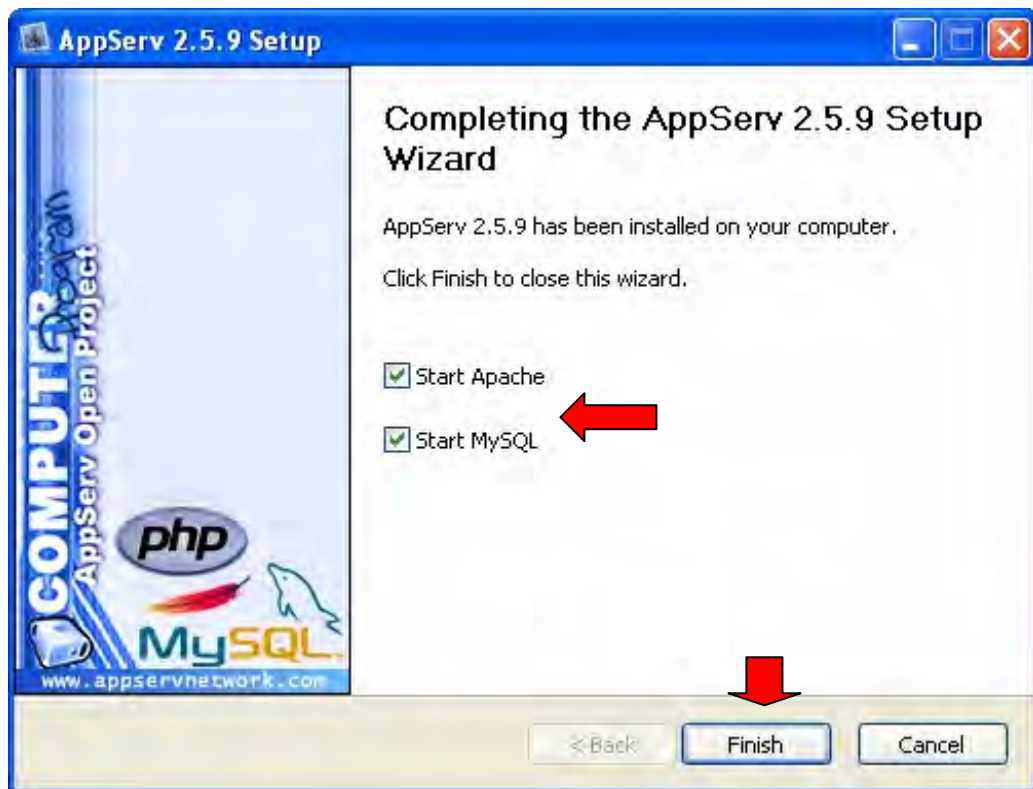 AppServ 2.5.9 Setup
Completing the AppServ 2.5.9 Setup
Wizard
AppServ 2.5.9 has been installed on your computer.
Click Finish to close this wizard.
Start Apache
Start MySQL
COMPUTER
Program
AppServ Open Project
php
MySQL
www.appservnetwork.com
< Back
Finish
Cancel